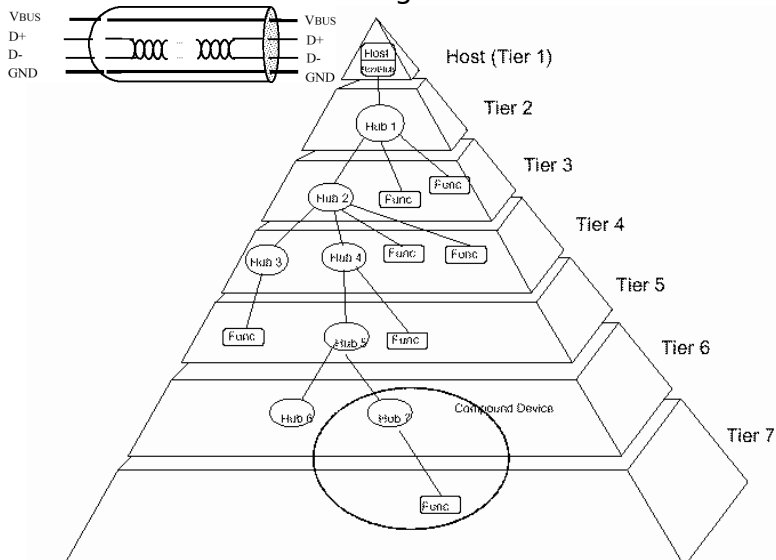 VBUS
D+
D-
GND
VBUS
D+
D-
GND
Host
Host (Tier 1)
Hub 1
Tier 2
Hub 2
Func
Func
Tier 3
Hub 3
Hub 4
Func
Func
Tier 4
Func
Hub 5
Func
Tier 5
Hub 6
Hub 7
Compound Device
Tier 6
Func
Tier 7